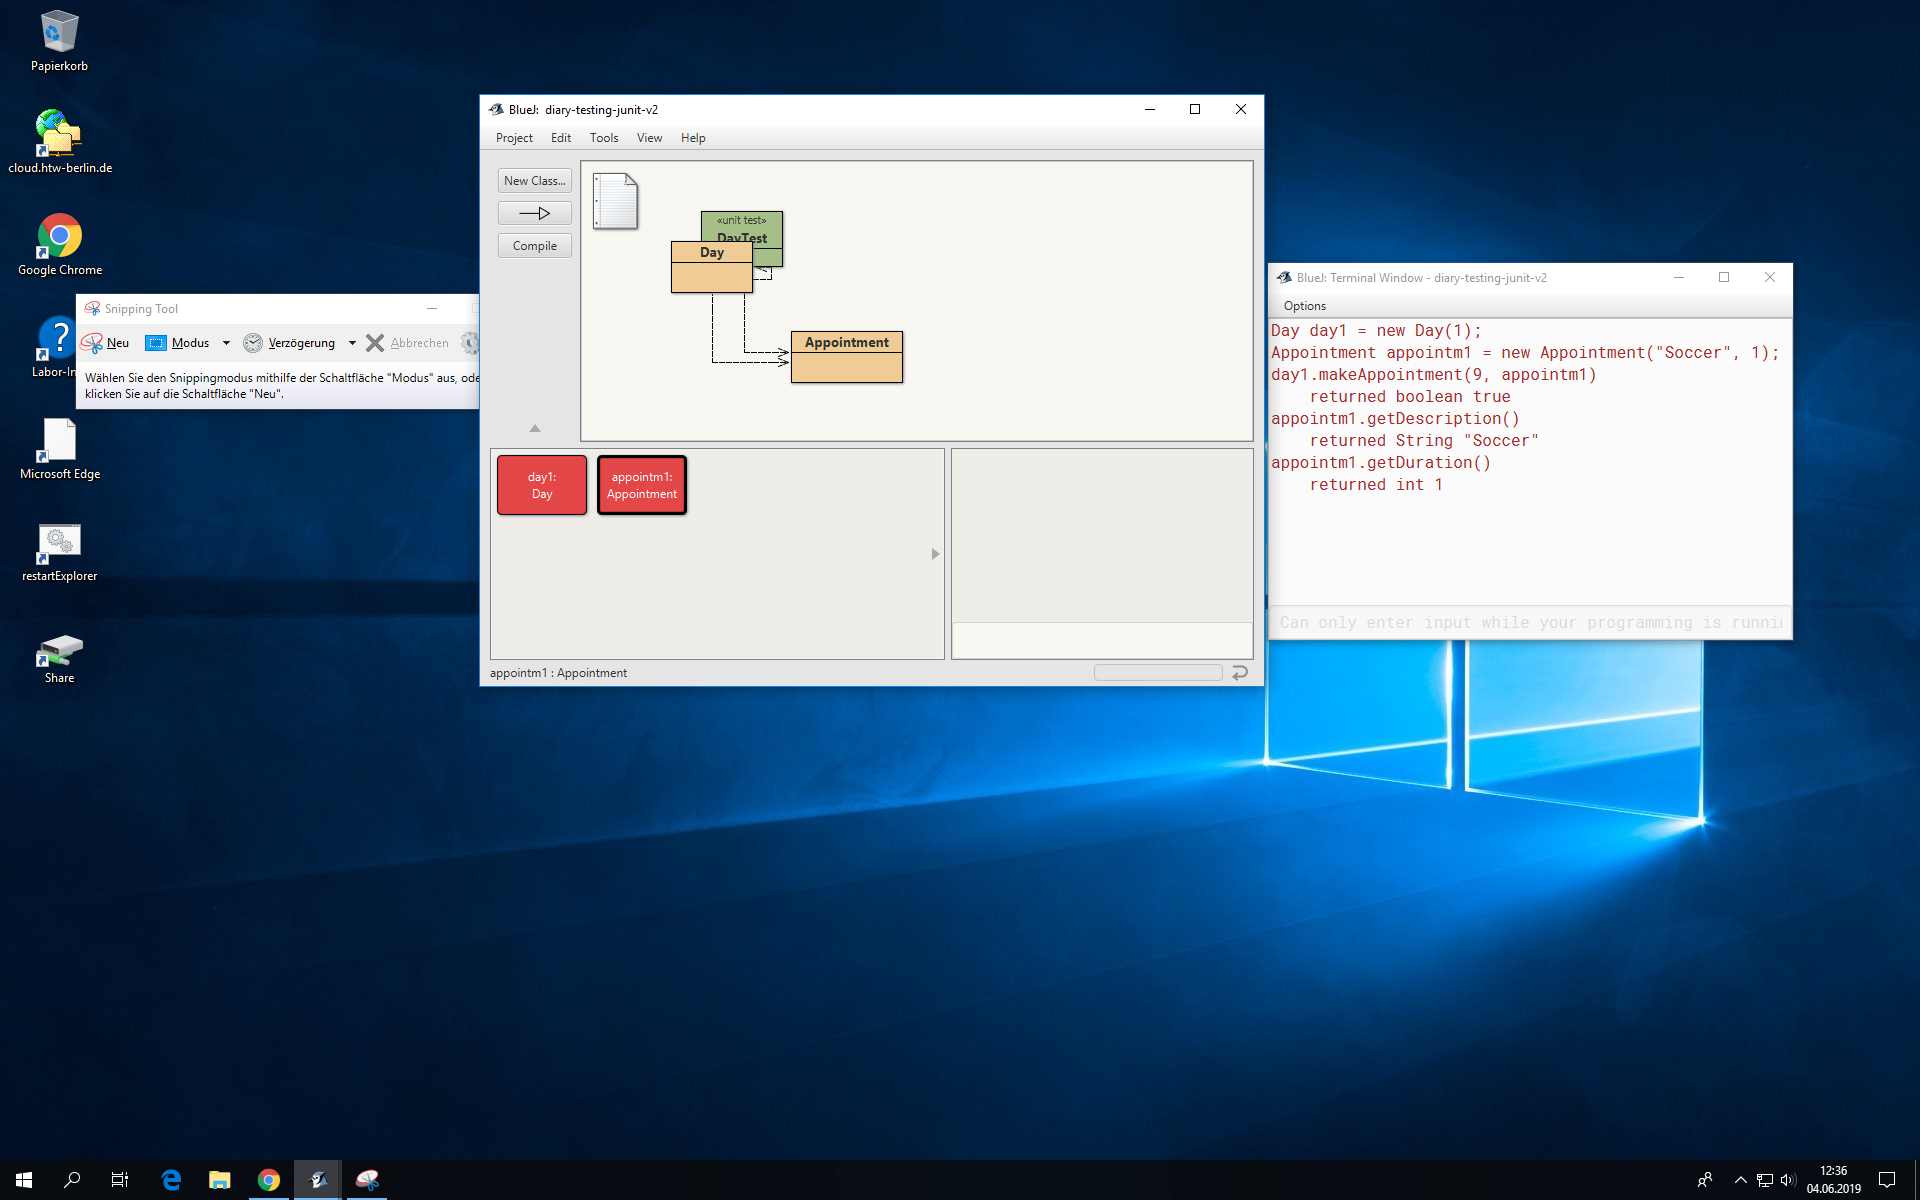 Papierkorb
cloud.htw-berlin.de
Google Chrome
Labor-In
Microsoft Edge
restartExplorer
Share
Snipping Tool
Neu Modus Verzögerung Abbrechen
Wählen Sie den Snippingmodus mithilfe der Schaltfläche "Modus" aus, ode
klicken Sie auf die Schaltfläche "Neu".
BlueJ: diary-testing-junit-v2
Project Edit Tools View Help
New Class...
Compile
«unit test»
DayTest
Day
Appointment
day1:
Day
appointm1:
Appointment
appointm1 : Appointment
BlueJ: Terminal Window - diary-testing-junit-v2
Options
Day day1 = new Day(1);
Appointment appointm1 = new Appointment("Soccer", 1);
day1.makeAppointment(9, appointm1)
returned boolean true
appointm1.getDescription()
returned String "Soccer"
appointm1.getDuration()
returned int 1
Can only enter input while your programming is runnin
12:36
04.06.2019